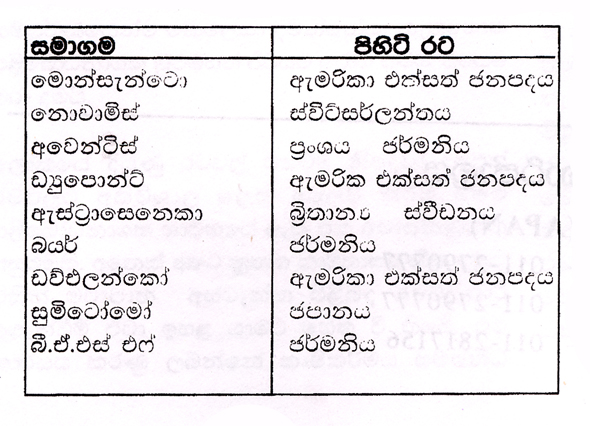 සමාගම පිහිටි රට
මොන්සැන්ටො ඇමරිකා එක්සත් ජනපදය
නොවාමිස් ස්විට්සර්ලන්තය
අවෙන්ටිස් ප්‍රංශය ජර්මනිය
ඩ්‍යුපොන්ට් ඇමරික එක්සත් ජනපදය
ඇස්ට්‍රාසෙනෙකා බ්‍රිතාන්‍ය ස්වීඩනය
බයර් ජර්මනිය
ඩව්එලන්කෝ ඇමරිකා එක්සත් ජනපදය
සුමිටෝමෝ ජපානය
බී.ඒ.එස් එෆ් ජර්මනිය